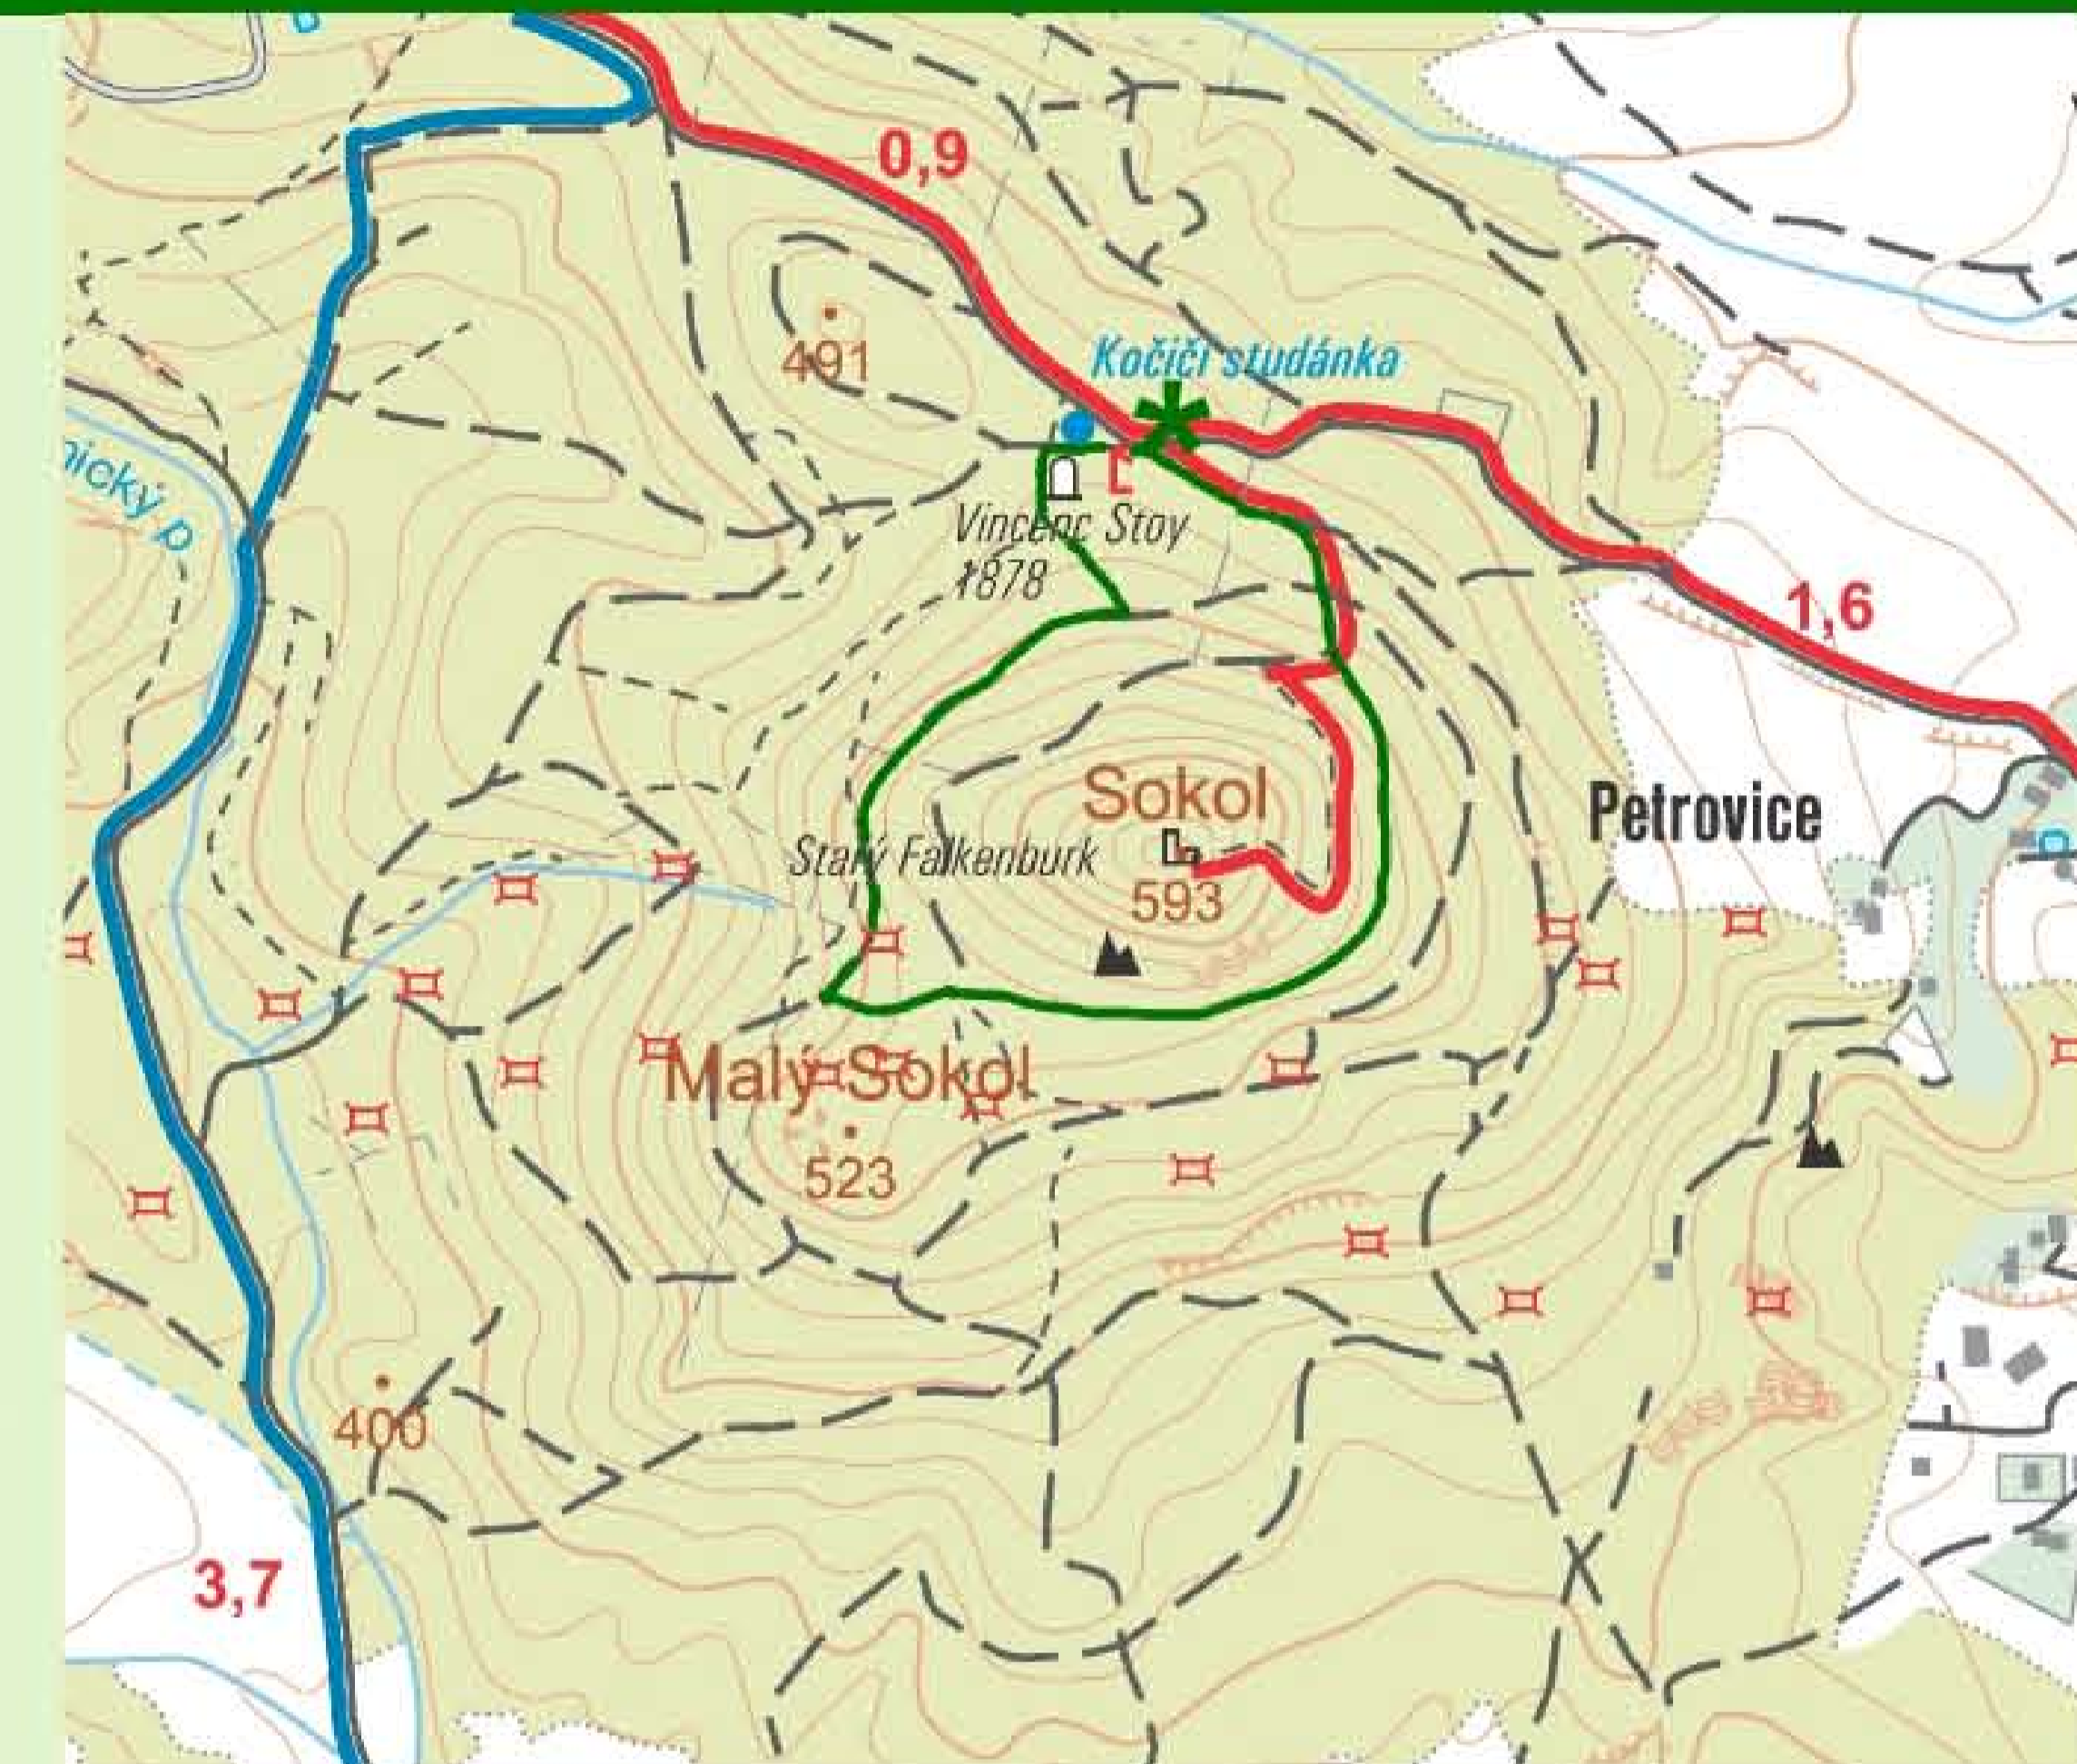 0,9
491
Kočičí studánka
Vincenc Stoy
1878
1,6
Sokol
Petrovice
Starý Falkenburk
593
Malý Sokol
523
400
3,7